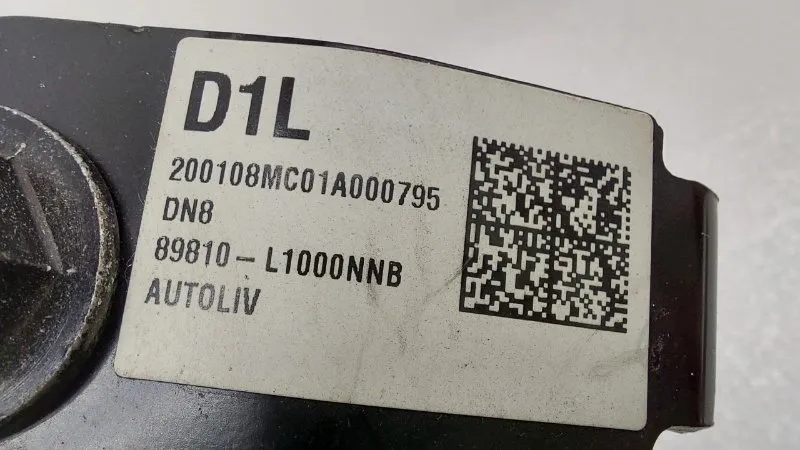 D1L
200108MC01A000795
DN8
89810-L1000NNB
AUTOLIV